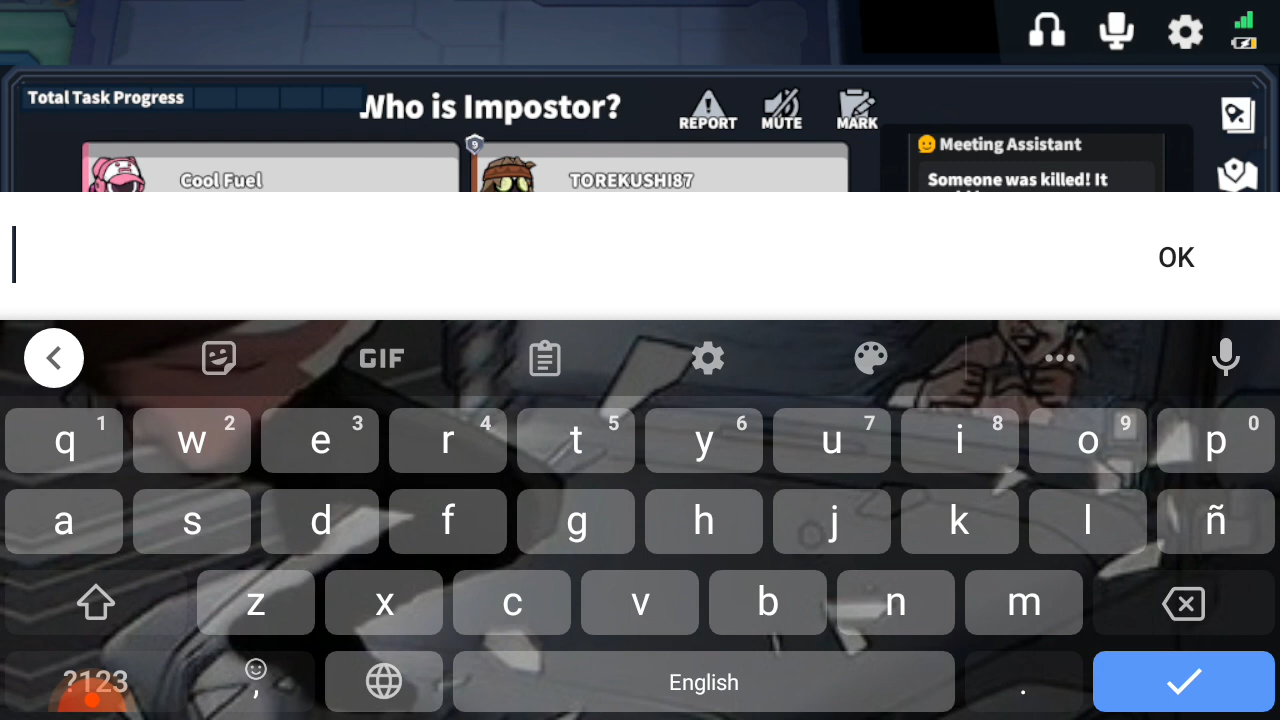 Total Task Progress
Who is Impostor?
REPORT
MUTE
MARK
9
Cool Fuel
TOREKUSHI87
Meeting Assistant
Someone was killed! It
OK
GIF
q 1 w 2 e 3 r 4 t 5 y 6 u 7 i 8 o 9 p 0
a s d f g h j k l ñ
z x c v b n m
?123 , English .